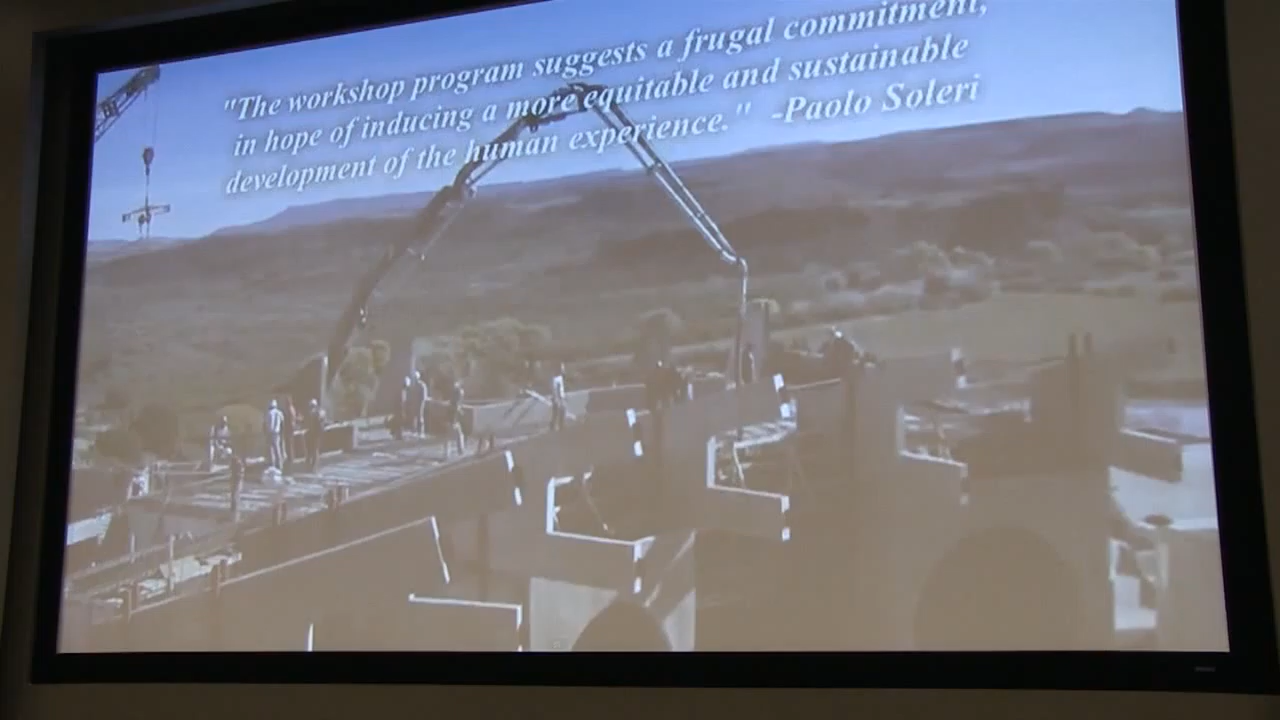 "The workshop program suggests a frugal commitment,
in hope of inducing a more equitable and sustainable
development of the human experience." -Paolo Soleri